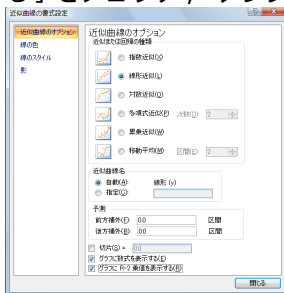 近似曲線の書式設定
近似曲線のオプション
線の色
線のスタイル
影
近似曲線のオプション
近似または回帰の種類
指数近似(X)
線形近似(L)
対数近似(O)
多項式近似(P) 次数(D): 2
累乗近似(W)
移動平均(M) 区間(E): 2
近似曲線名
自動(A): 線形 (y)
指定(C):
予測
前方補外(F): 0.0 区間
後方補外(B): 0.0 区間
切片(S) = 0.0
グラフに数式を表示する(E)
グラフに R-2 乗値を表示する(R)
閉じる